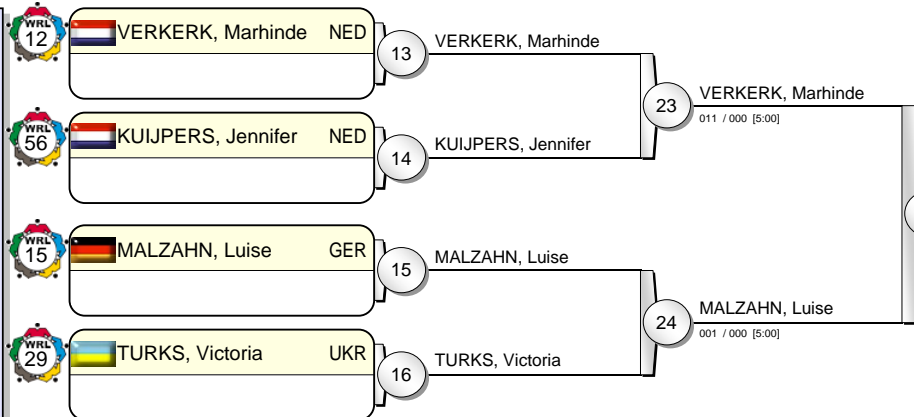 WRL
12
VERKERK, Marhinde NED
13
VERKERK, Marhinde
23
VERKERK, Marhinde
011 / 000 [5:00]
WRL
56
KUIJPERS, Jennifer NED
14
KUIJPERS, Jennifer
WRL
15
MALZAHN, Luise GER
15
MALZAHN, Luise
24
MALZAHN, Luise
001 / 000 [5:00]
WRL
29
TURKS, Victoria UKR
16
TURKS, Victoria